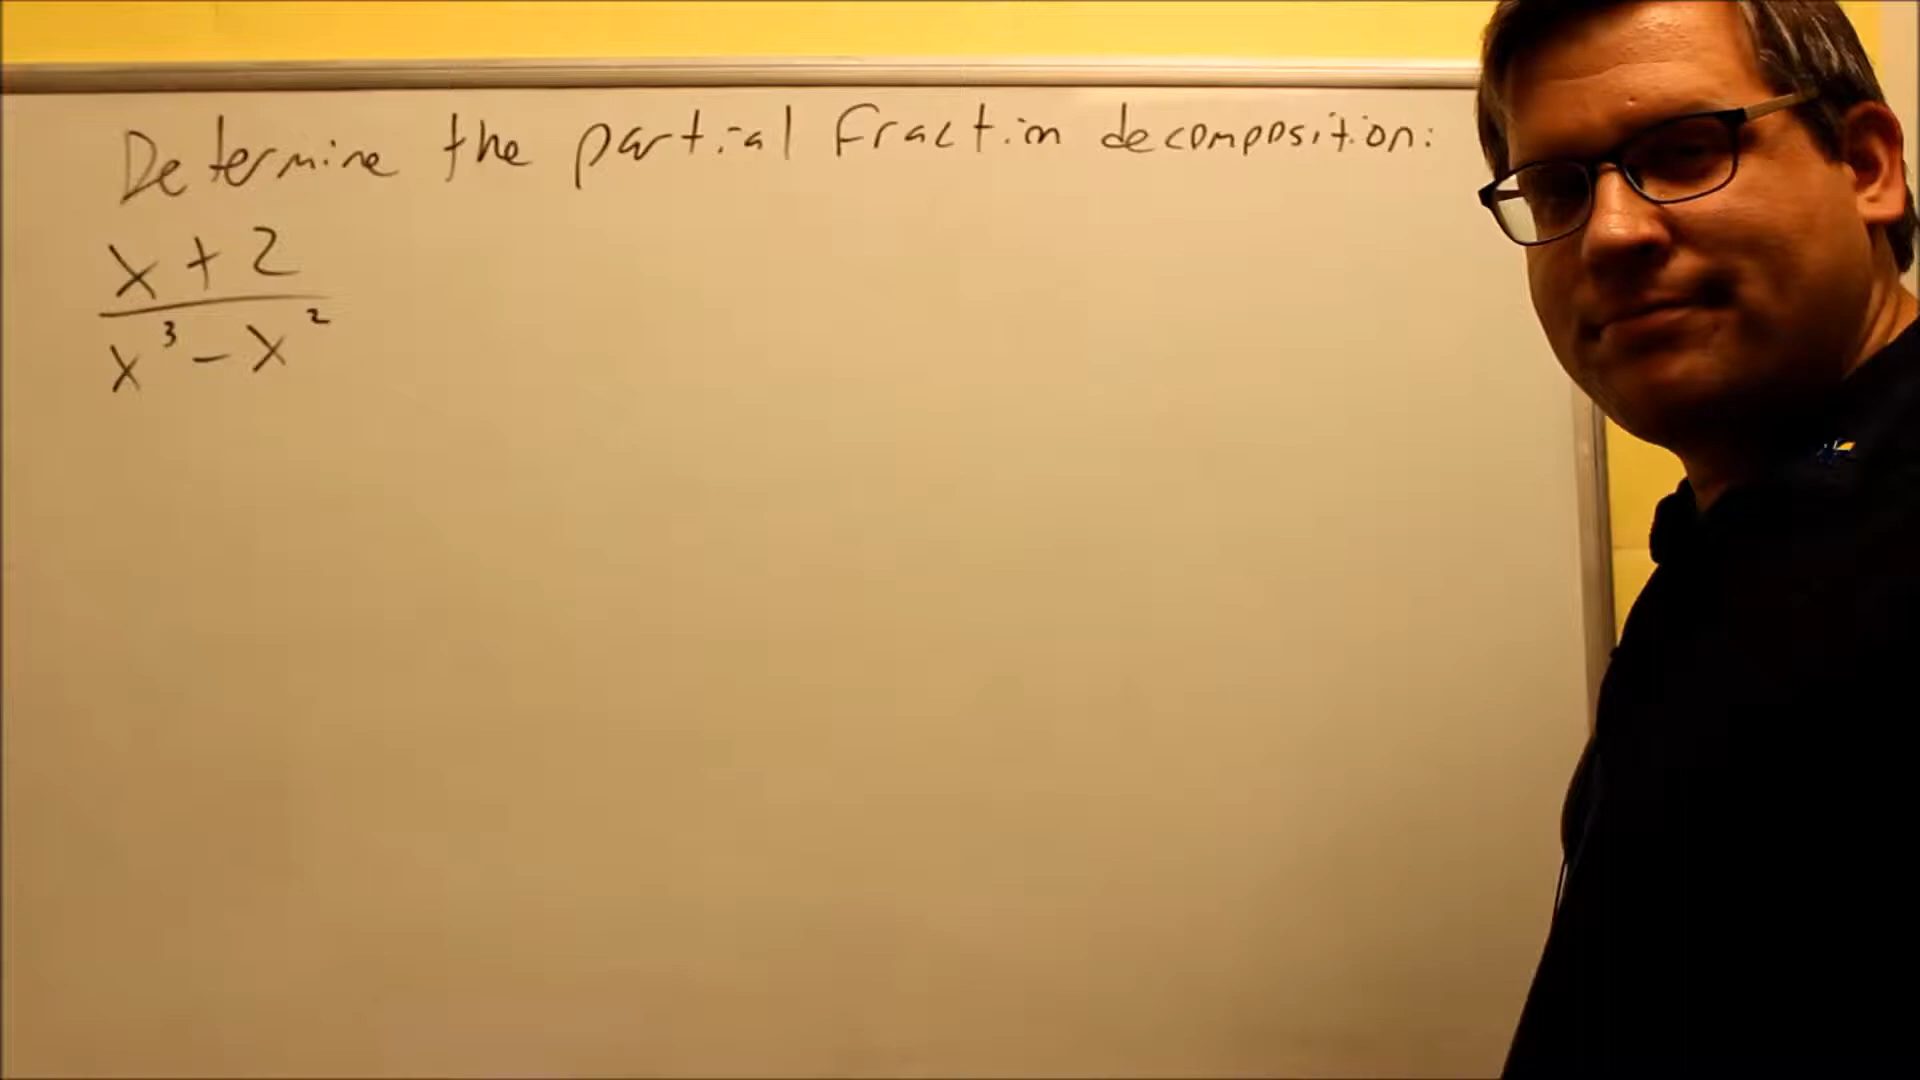 Determine the partial fraction decomposition:
x + 2
x³ - x²